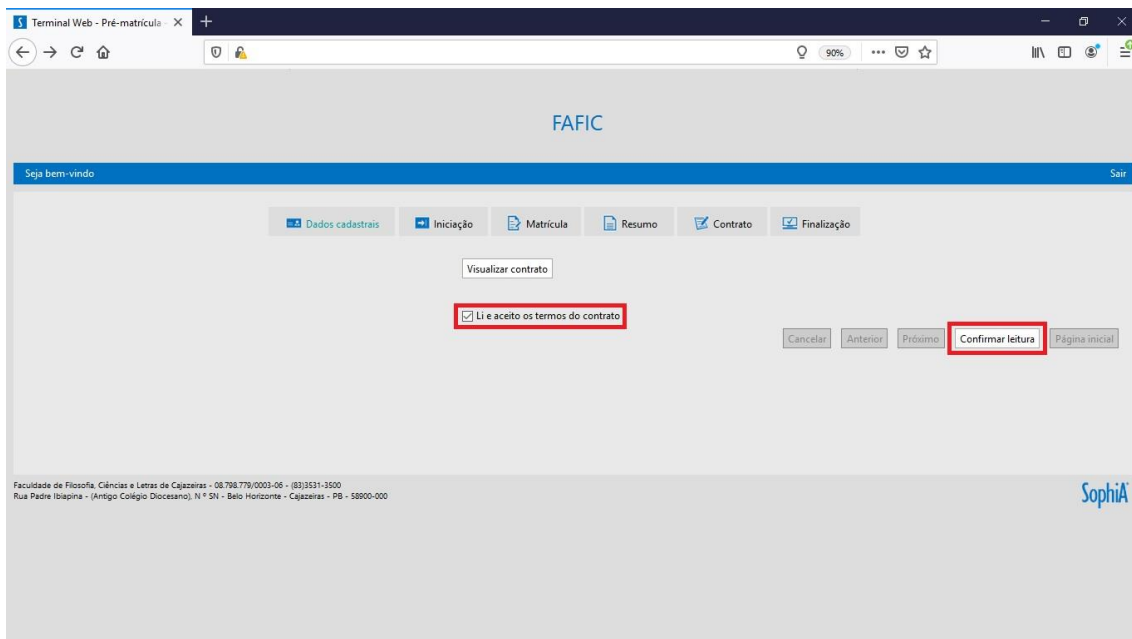 Terminal Web - Pré-matrícula -
90%
FAFIC
Seja bem-vindo
Sair
Dados cadastrais
Iniciação
Matrícula
Resumo
Contrato
Finalização
Visualizar contrato
Li e aceito os termos do contrato
Cancelar
Anterior
Próximo
Confirmar leitura
Página inicial
Faculdade de Filosofia, Ciências e Letras de Cajazeiras - 08.798.779/0003-06 - (83)3531-3500
Rua Padre Ibiapina - (Antigo Colégio Diocesano), N º SN - Belo Horizonte - Cajazeiras - PB - 58900-000
SophiA